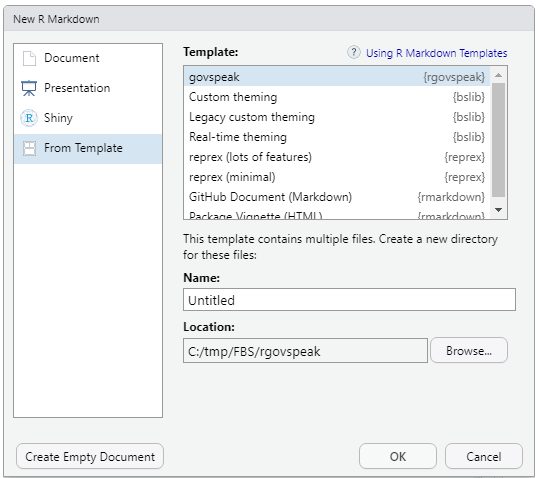 New R Markdown
Document
Presentation
R Shiny
From Template
Template:
? Using R Markdown Templates
govspeak {rgovspeak}
Custom theming {bslib}
Legacy custom theming {bslib}
Real-time theming {bslib}
reprex (lots of features) {reprex}
reprex (minimal) {reprex}
GitHub Document (Markdown) {rmarkdown}
Package Vignette (HTML) {rmarkdown}
This template contains multiple files. Create a new directory
for these files:
Name:
Untitled
Location:
C:/tmp/FBS/rgovspeak
Browse...
Create Empty Document
OK
Cancel